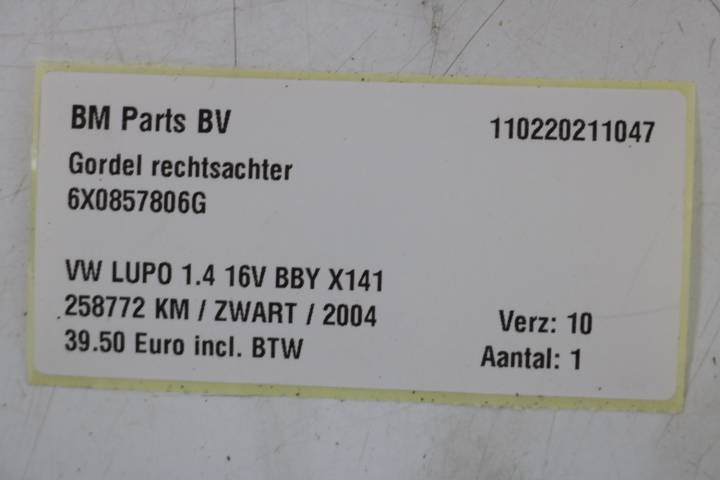 BM Parts BV
110220211047
Gordel rechtsachter
6X0857806G
VW LUPO 1.4 16V BBY X141
258772 KM / ZWART / 2004
Verz: 10
39.50 Euro incl. BTW
Aantal: 1